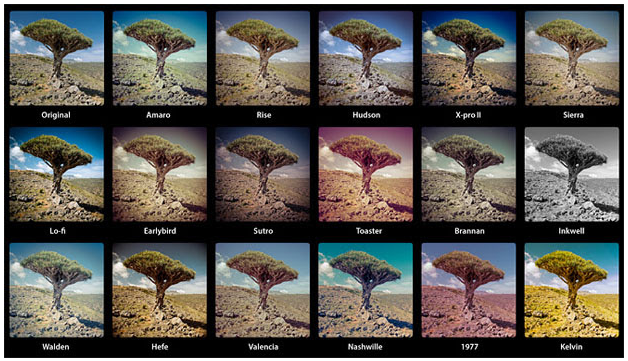 Original Amaro Rise Hudson X-pro II Sierra
Lo-fi Earlybird Sutro Toaster Brannan Inkwell
Walden Hefe Valencia Nashwille 1977 Kelvin